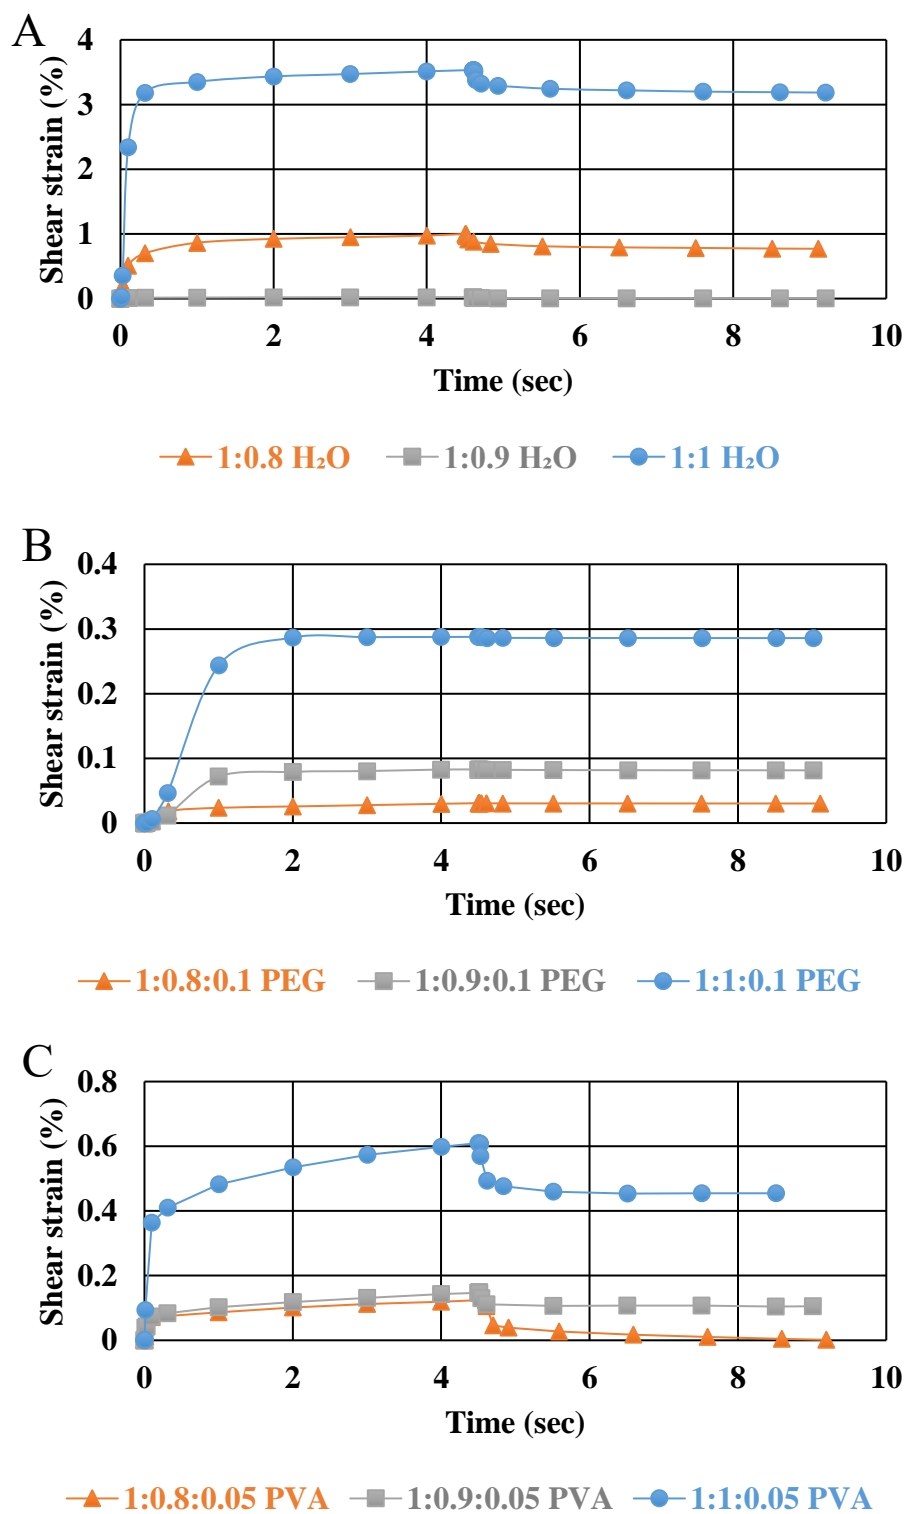 A
Shear strain (%)
4
3
2
1
0
0 2 4 6 8 10
Time (sec)
1:0.8 H₂O 1:0.9 H₂O 1:1 H₂O
B
Shear strain (%)
0.4
0.3
0.2
0.1
0
0 2 4 6 8 10
Time (sec)
1:0.8:0.1 PEG 1:0.9:0.1 PEG 1:1:0.1 PEG
C
Shear strain (%)
0.8
0.6
0.4
0.2
0
0 2 4 6 8 10
Time (sec)
1:0.8:0.05 PVA 1:0.9:0.05 PVA 1:1:0.05 PVA